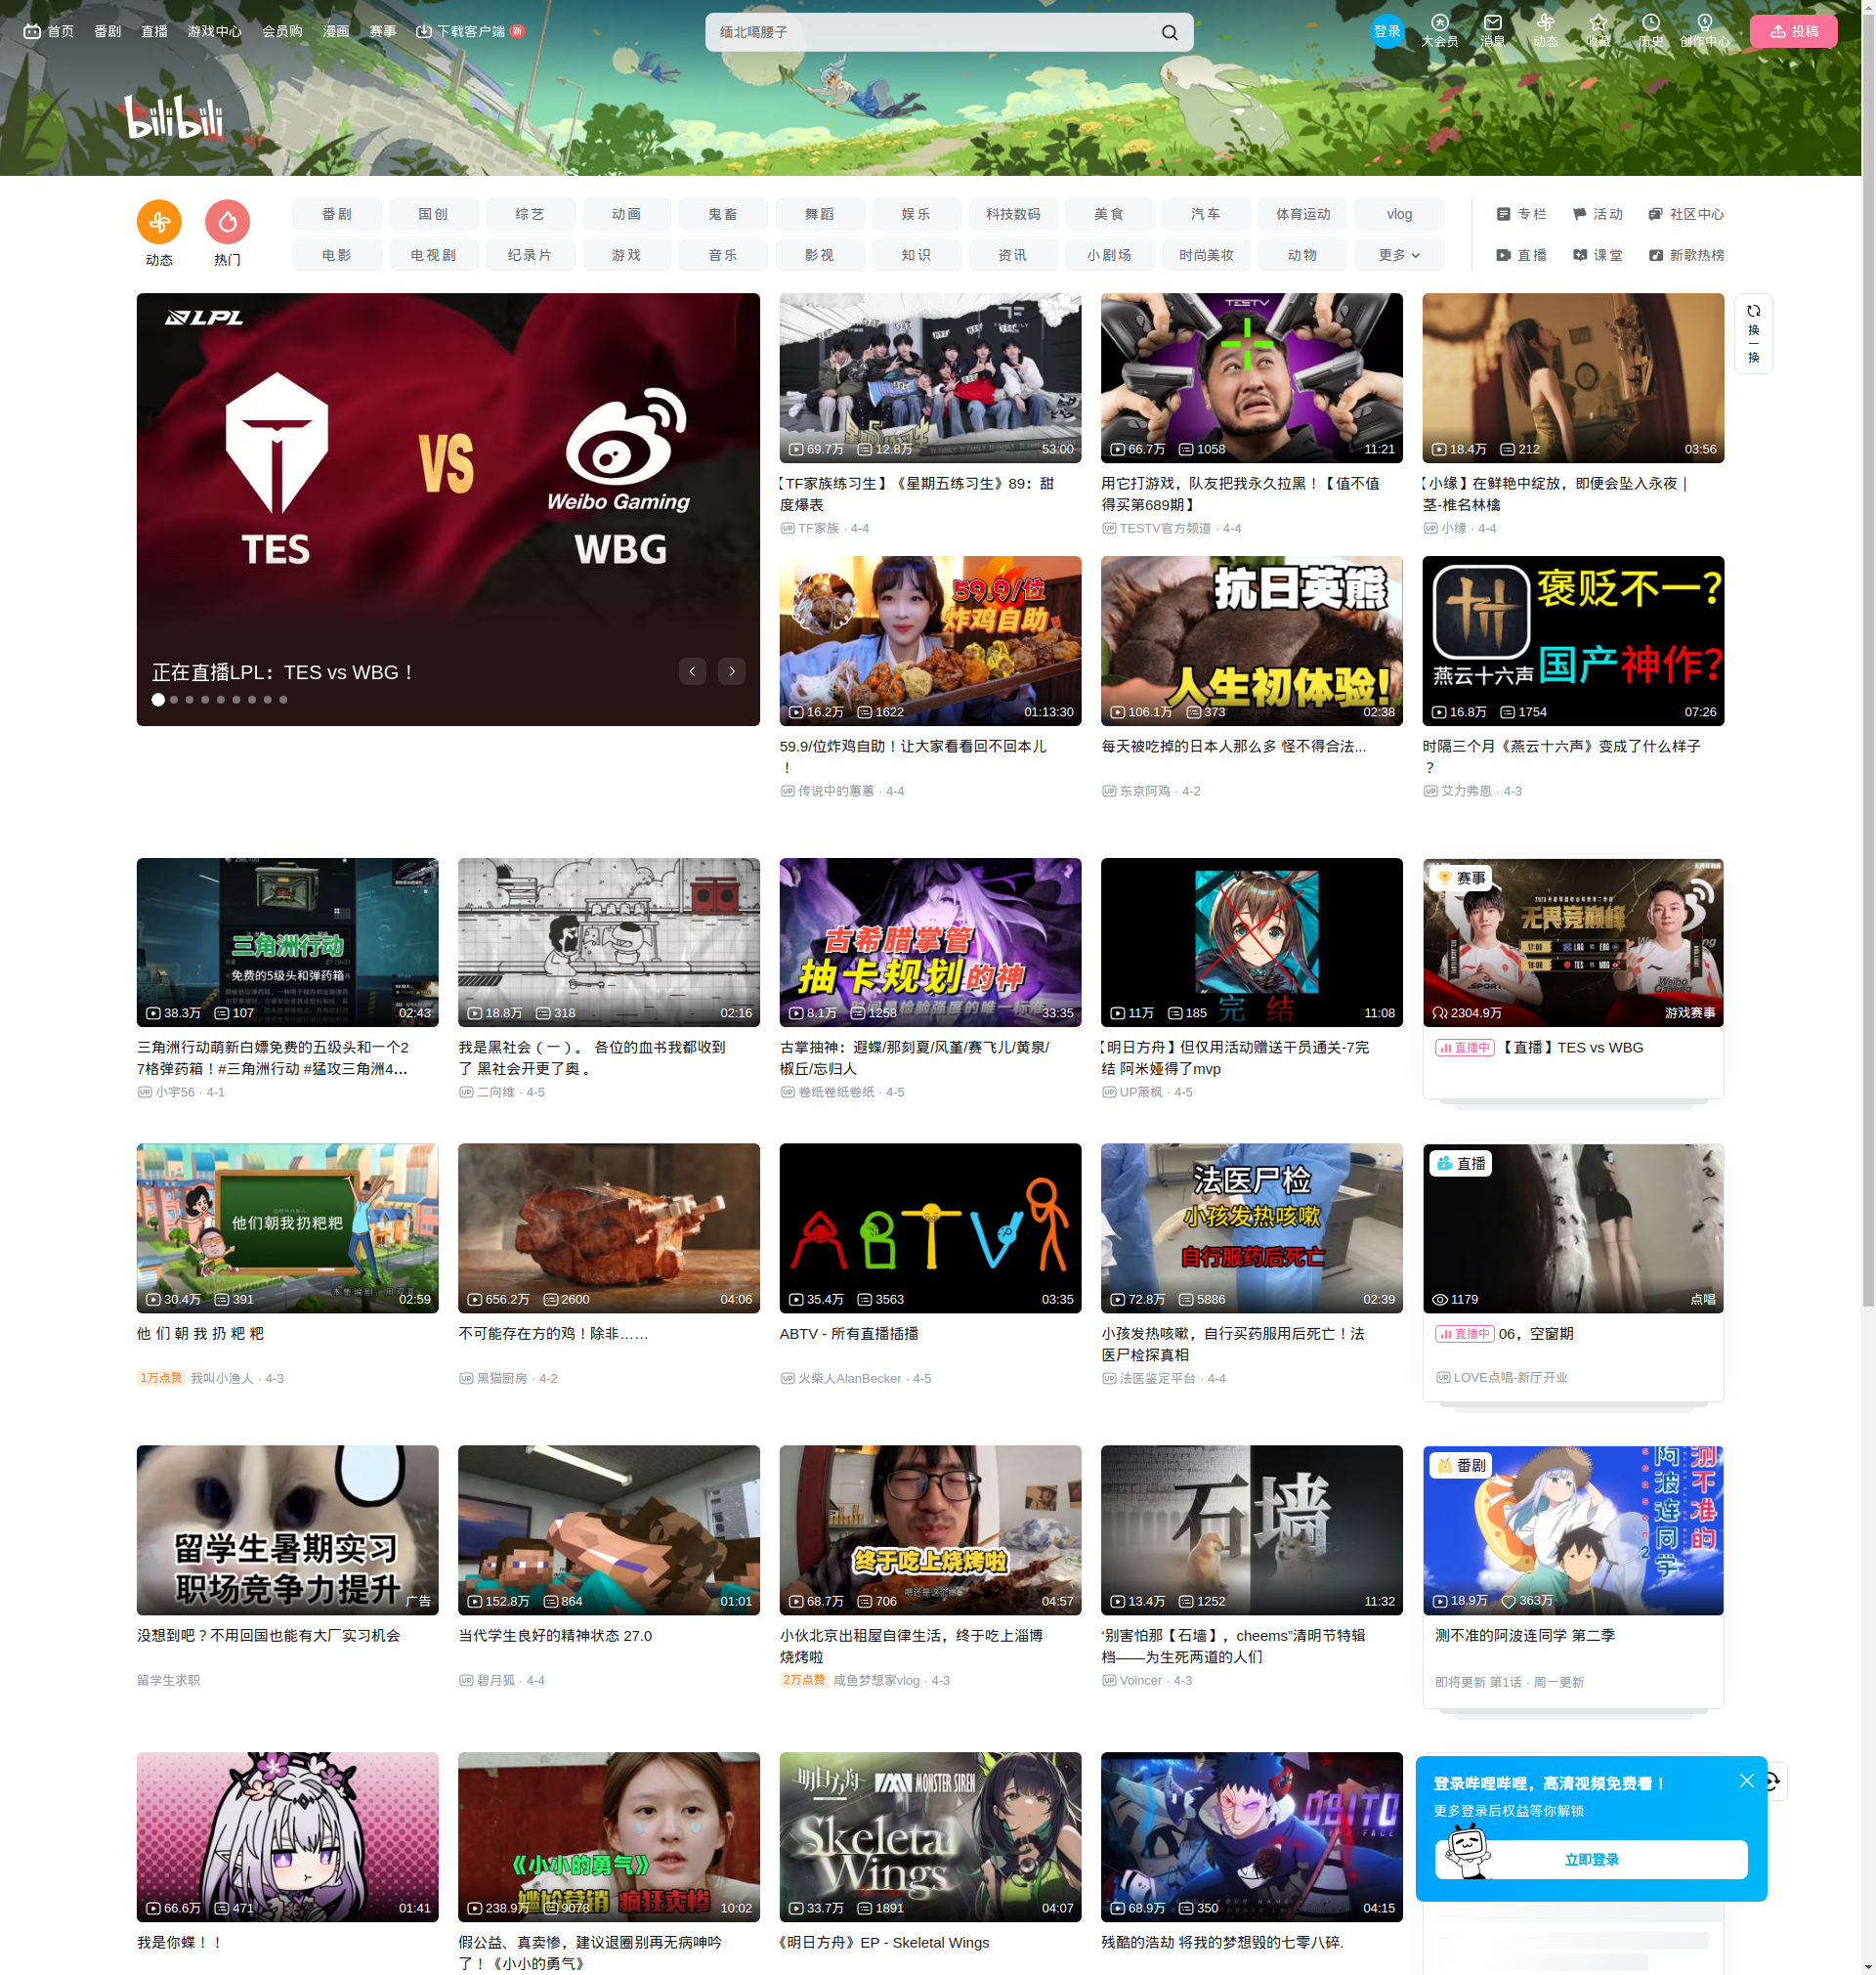 首页 番剧 直播 游戏中心 会员购 漫画 赛事 下载客户端 新
缅北噶腰子
登录 大会员 消息 动态 收藏 历史 创作中心 投稿
bilibili
动态 热门
番剧 国创 综艺 动画 鬼畜 舞蹈 娱乐 科技数码 美食 汽车 体育运动 vlog
电影 电视剧 纪录片 游戏 音乐 影视 知识 资讯 小剧场 时尚美妆 动物 更多
专栏 活动 社区中心
直播 课堂 新歌热榜
LPL
TES VS WBG
Weibo Gaming
正在直播LPL：TES vs WBG！
换一换
69.7万 12.8万 53:00
【TF家族练习生】《星期五练习生》89：甜
度爆表
TF家族 · 4-4
TESTV
66.7万 1058 11:21
用它打游戏，队友把我永久拉黑！【值不值
得买第689期】
TESTV官方频道 · 4-4
18.4万 212 03:56
【小缘】在鲜艳中绽放，即便会坠入永夜｜
茎-椎名林檎
小缘 · 4-4
59.9/位
炸鸡自助
16.2万 1622 01:13:30
59.9/位炸鸡自助！让大家看看回不回本儿
！
传说中的蕙蕙 · 4-4
抗日英熊
人生初体验!
106.1万 373 02:38
每天被吃掉的日本人那么多 怪不得合法...
东京阿鸡 · 4-2
褒贬不一?
燕云十六声
国产神作?
16.8万 1754 07:26
时隔三个月《燕云十六声》变成了什么样子
？
艾力弗恩 · 4-3
三角洲行动
免费的5级头和弹药箱
38.3万 107 02:43
三角洲行动萌新白嫖免费的五级头和一个2
7格弹药箱！#三角洲行动 #猛攻三角洲4...
小宇56 · 4-1
18.8万 318 02:16
我是黑社会（一）。 各位的血书我都收到
了 黑社会开更了奥 。
二向维 · 4-5
古希腊掌管
抽卡规划的神
时间是检验强度的唯一标准
8.1万 1258 33:35
古掌抽神：遐蝶/那刻夏/风堇/赛飞儿/黄泉/
椒丘/忘归人
卷纸卷纸卷纸 · 4-5
完 结
11万 185 11:08
【明日方舟】但仅用活动赠送干员通关-7完
结 阿米娅得了mvp
UP箫枫 · 4-5
赛事
无畏竞巅峰
17:00 LNG EDG
19:00 TES WBG
2304.9万 游戏赛事
直播中 【直播】TES vs WBG
他们朝我扔粑粑
30.4万 391 02:59
他 们 朝 我 扔 粑 粑
1万点赞 我叫小渔人 · 4-3
656.2万 2600 04:06
不可能存在方的鸡！除非……
黑猫厨房 · 4-2
ABTV
35.4万 3563 03:35
ABTV - 所有直播插播
火柴人AlanBecker · 4-5
法医尸检
小孩发热咳嗽
自行服药后死亡
72.8万 5886 02:39
小孩发热咳嗽，自行买药服用后死亡！法
医尸检探真相
法医鉴定平台 · 4-4
直播
1179 点唱
直播中 06，空窗期
LOVE点唱-新厅开业
留学生暑期实习
职场竞争力提升
广告
没想到吧？不用回国也能有大厂实习机会
留学生求职
152.8万 864 01:01
当代学生良好的精神状态 27.0
碧月狐 · 4-4
终于吃上烧烤啦
68.7万 706 04:57
小伙北京出租屋自律生活，终于吃上淄博
烧烤啦
2万点赞 咸鱼梦想家vlog · 4-3
石墙
13.4万 1252 11:32
“别害怕那【石墙】，cheems”清明节特辑
档——为生死两道的人们
Voincer · 4-3
番剧
测不准的
阿波连同学
2
18.9万 363万
测不准的阿波连同学 第二季
即将更新 第1话 · 周一更新
66.6万 471 01:41
我是你蝶！！
《小小的勇气》
尴尬营销 疯狂卖惨
238.9万 9078 10:02
假公益、真卖惨，建议退圈别再无病呻吟
了！《小小的勇气》
明日方舟 MONSTER SIREN
Skeletal
Wings
33.7万 1891 04:07
《明日方舟》EP - Skeletal Wings
OBITO
68.9万 350 04:15
残酷的浩劫 将我的梦想毁的七零八碎.
登录哔哩哔哩，高清视频免费看！
更多登录后权益等你解锁
立即登录